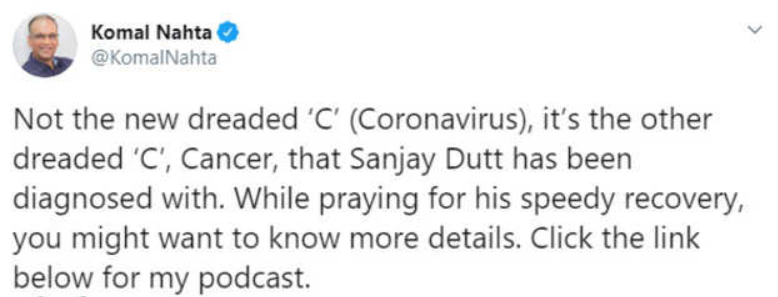 Komal Nahta
@KomalNahta
Not the new dreaded ‘C’ (Coronavirus), it’s the other
dreaded ‘C’, Cancer, that Sanjay Dutt has been
diagnosed with. While praying for his speedy recovery,
you might want to know more details. Click the link
below for my podcast.